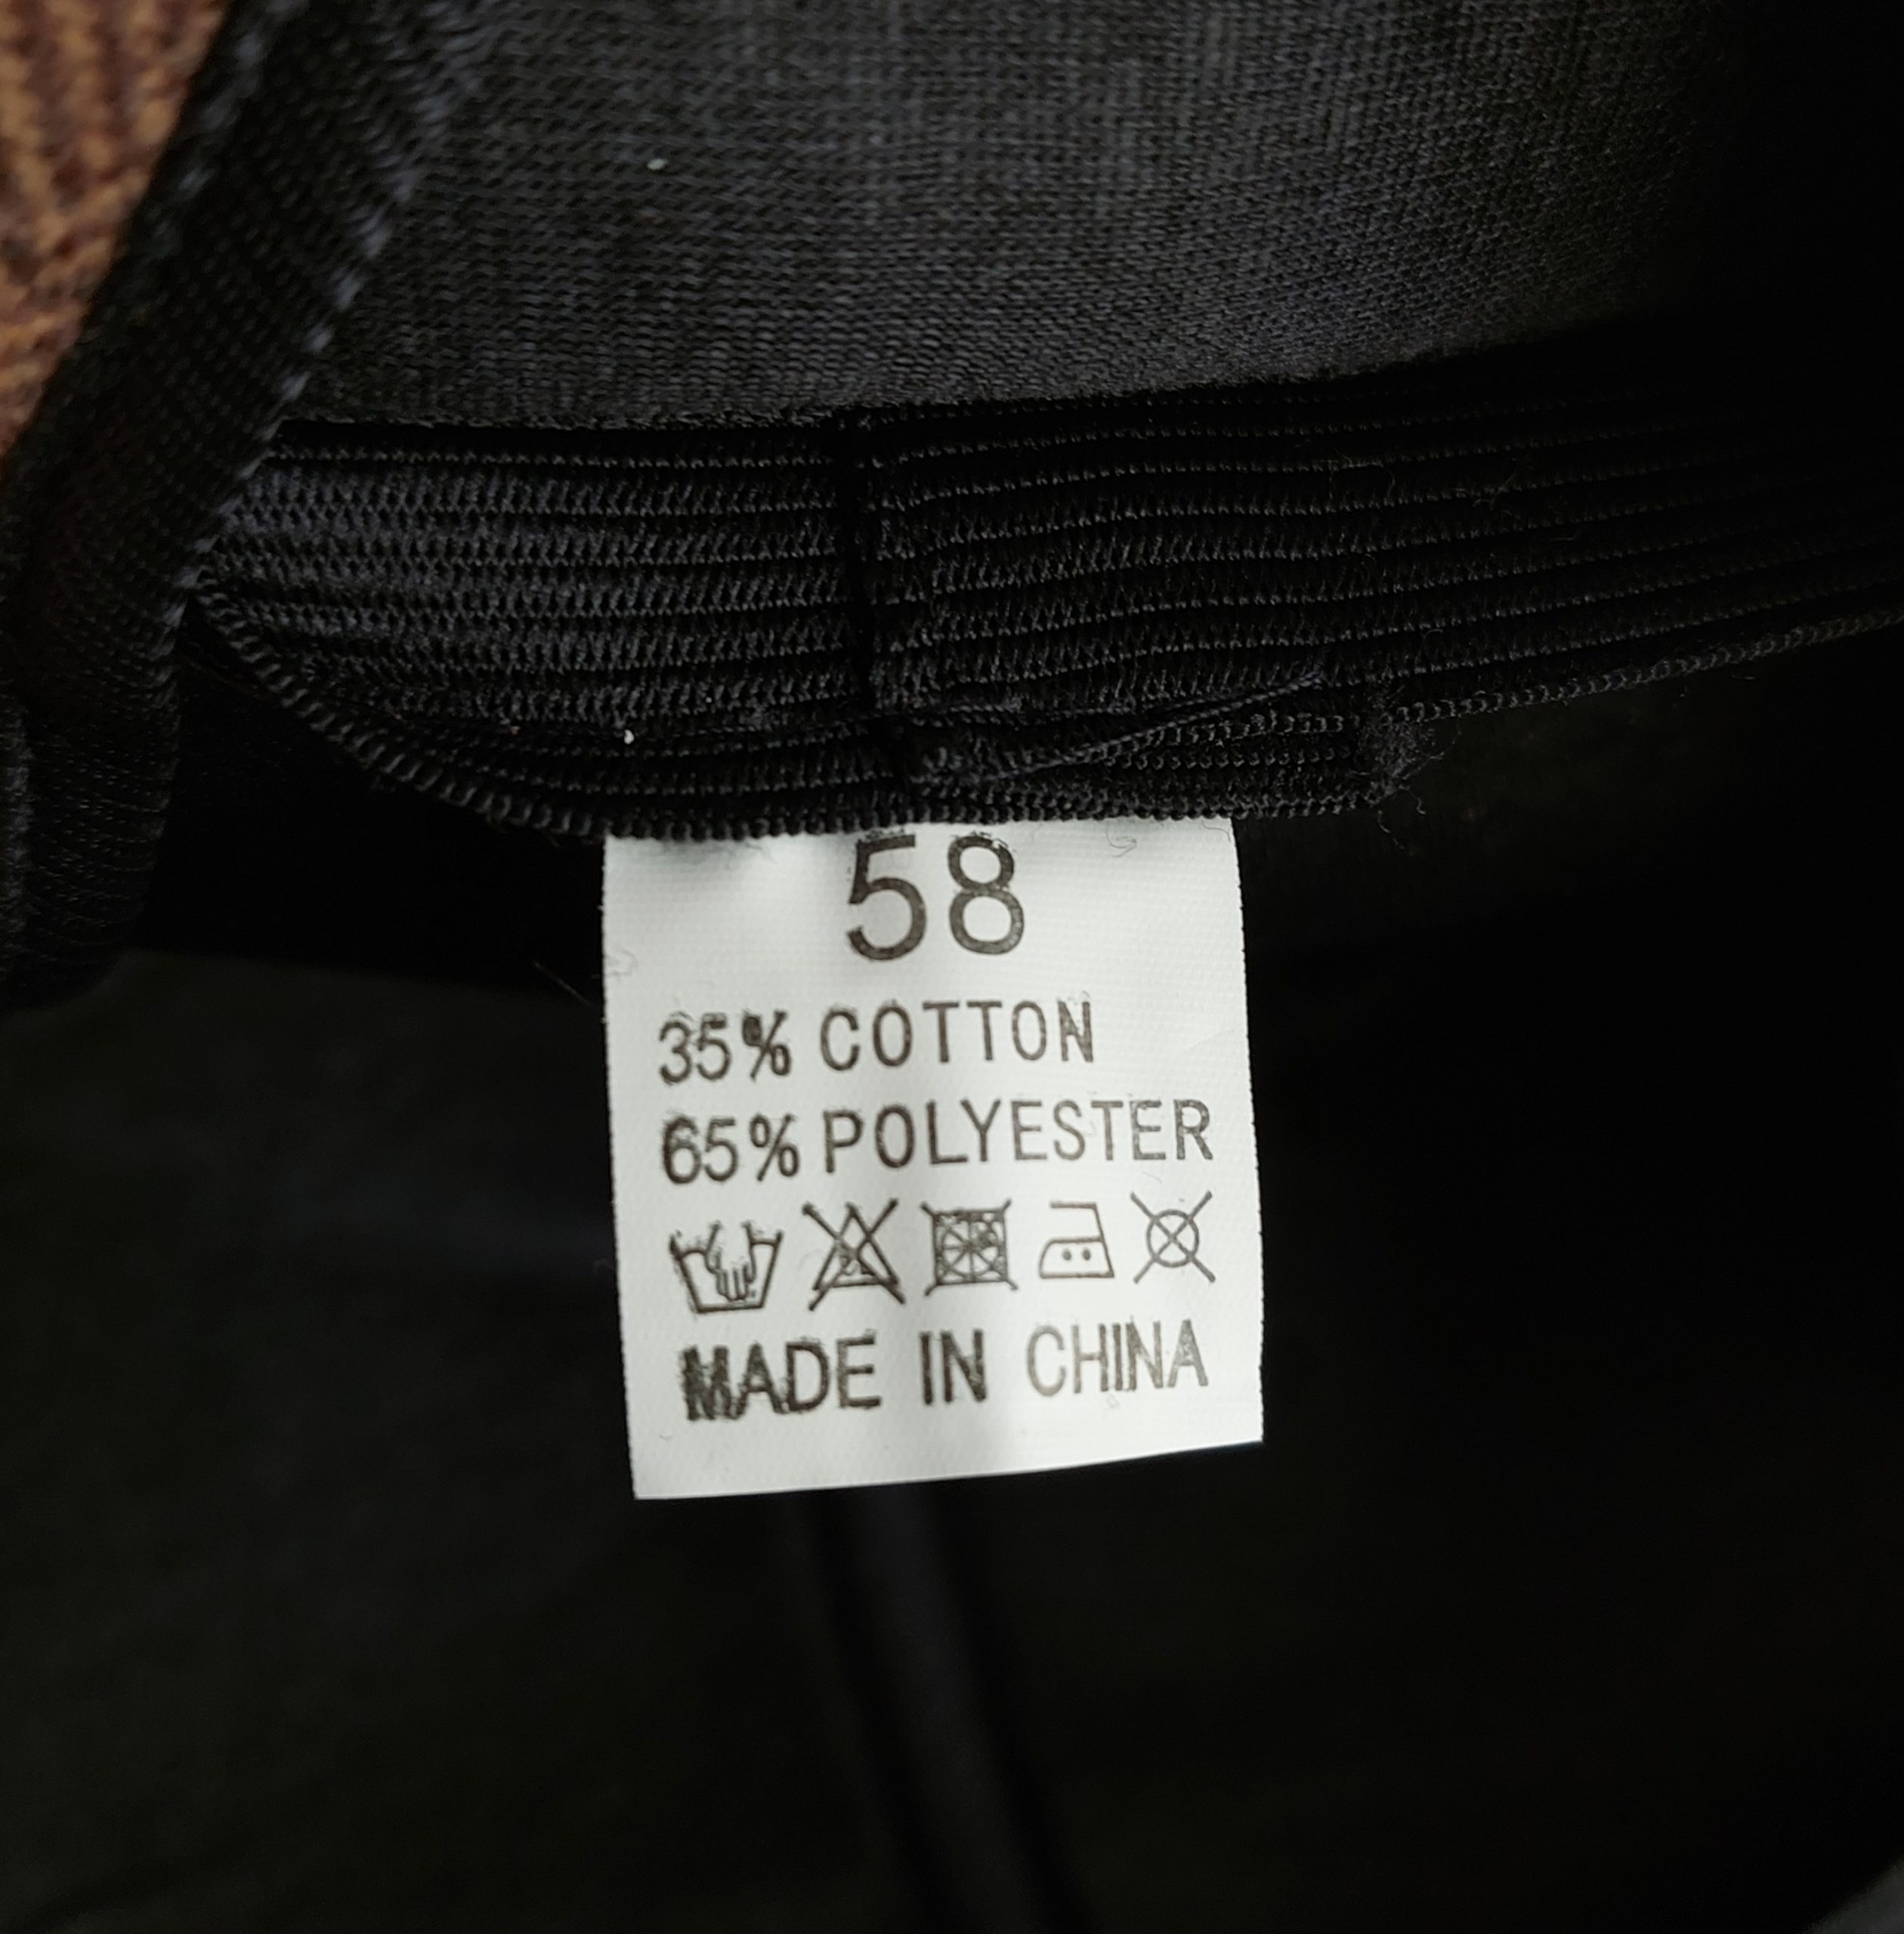 58
35% COTTON
65% POLYESTER
MADE IN CHINA